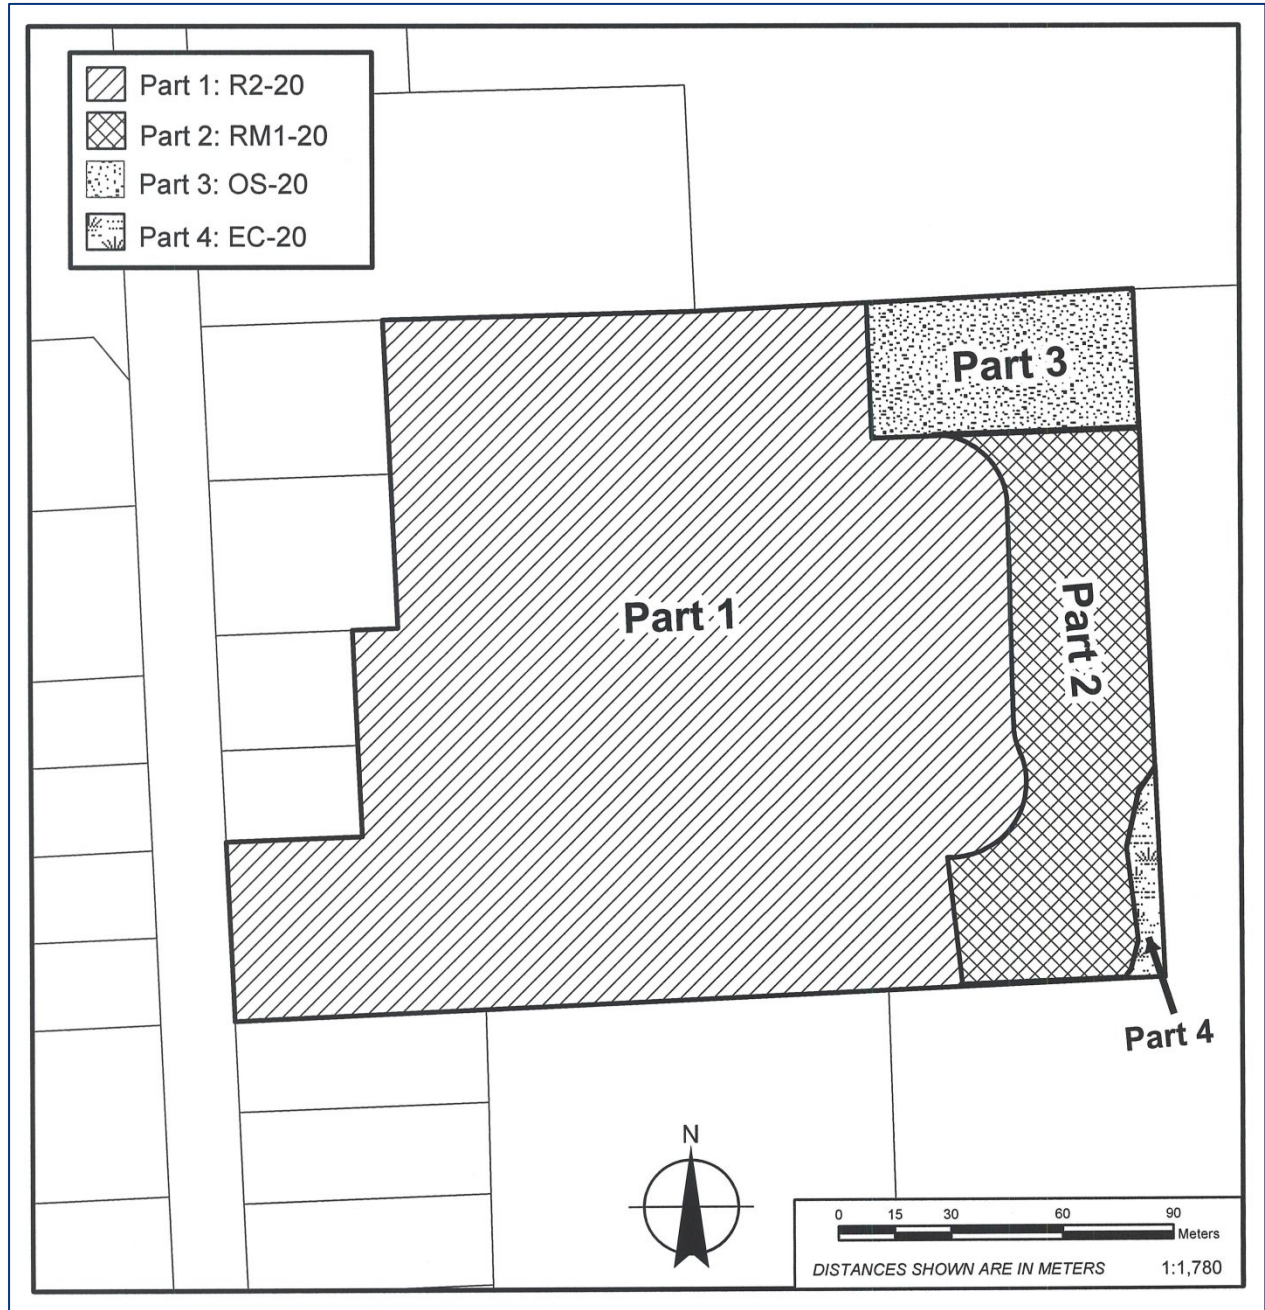 Part 1: R2-20
Part 2: RM1-20
Part 3: OS-20
Part 4: EC-20
Part 3
Part 1
Part 2
Part 4
N
0 15 30 60 90
Meters
DISTANCES SHOWN ARE IN METERS 1:1,780